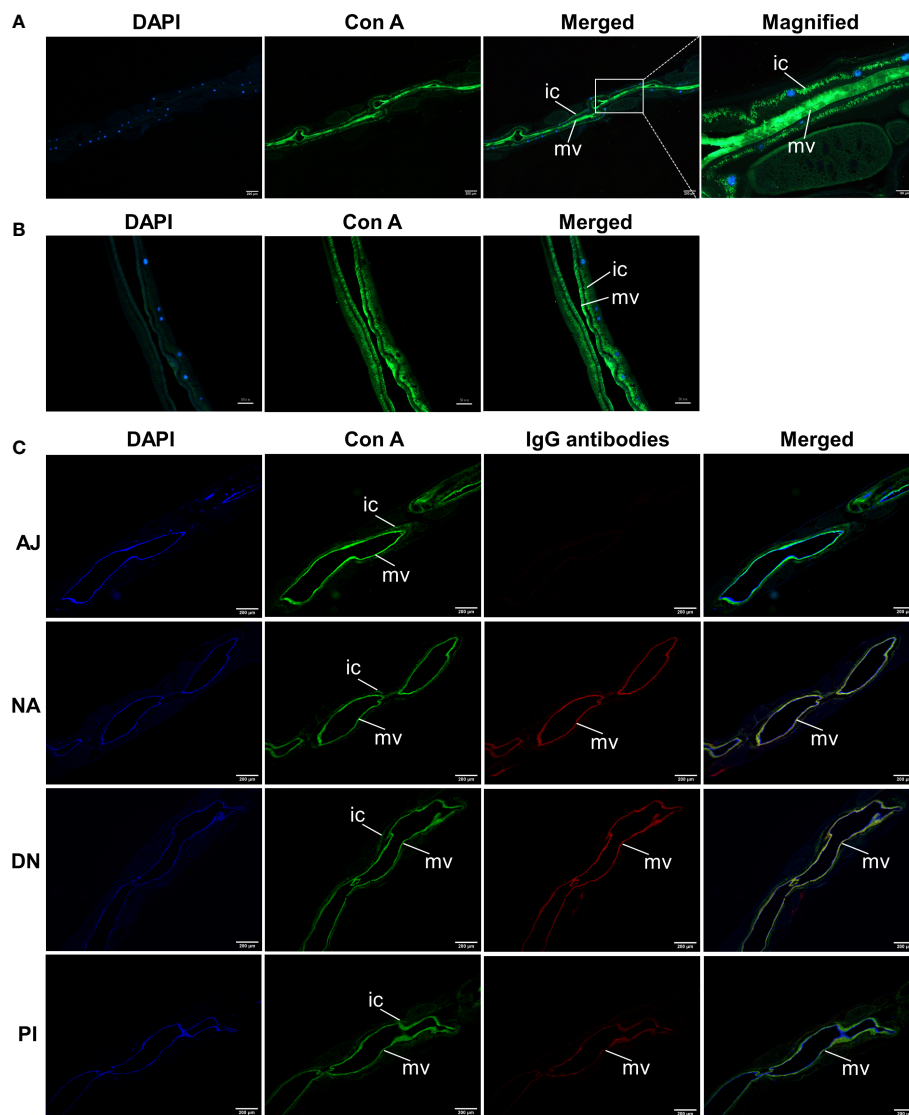 A
DAPI
Con A
Merged
Magnified
ic
mv
ic
mv
B
DAPI
Con A
Merged
ic
mv
C
DAPI
Con A
IgG antibodies
Merged
AJ
ic
mv
200 µm
200 µm
200 µm
200 µm
NA
ic
mv
mv
mv
200 µm
200 µm
200 µm
200 µm
DN
ic
mv
mv
mv
200 µm
200 µm
200 µm
200 µm
PI
ic
mv
mv
mv
200 µm
200 µm
200 µm
200 µm